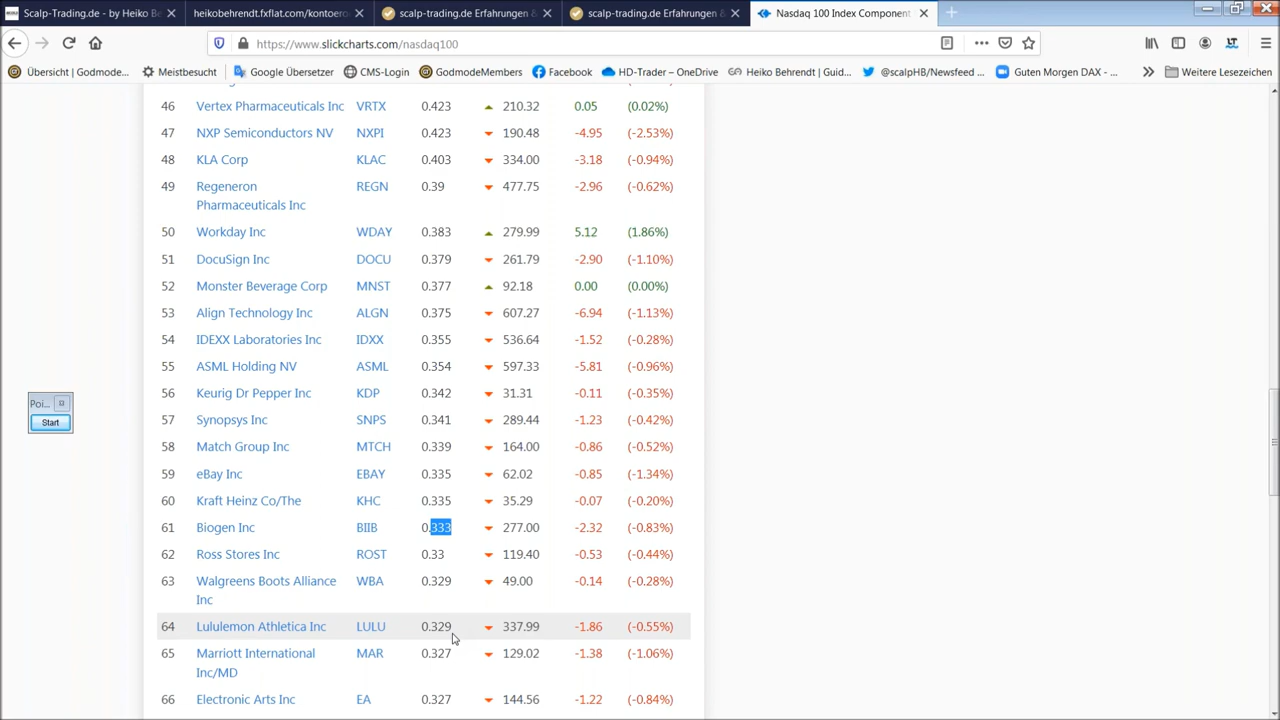 Scalp-Trading.de - by Heiko Be
heikobehrendt.fxflat.com/kontoero
scalp-trading.de Erfahrungen &
scalp-trading.de Erfahrungen &
Nasdaq 100 Index Component
https://www.slickcharts.com/nasdaq100
Übersicht | Godmode...
Meistbesucht
Google Übersetzer
CMS-Login
GodmodeMembers
Facebook
HD-Trader – OneDrive
Heiko Behrendt | Guid...
@scalpHB/Newsfeed ...
Guten Morgen DAX - ...
Weitere Lesezeichen
46 Vertex Pharmaceuticals Inc VRTX 0.423 210.32 0.05 (0.02%)
47 NXP Semiconductors NV NXPI 0.423 190.48 -4.95 (-2.53%)
48 KLA Corp KLAC 0.403 334.00 -3.18 (-0.94%)
49 Regeneron REGN 0.39 477.75 -2.96 (-0.62%)
Pharmaceuticals Inc
50 Workday Inc WDAY 0.383 279.99 5.12 (1.86%)
51 DocuSign Inc DOCU 0.379 261.79 -2.90 (-1.10%)
52 Monster Beverage Corp MNST 0.377 92.18 0.00 (0.00%)
53 Align Technology Inc ALGN 0.375 607.27 -6.94 (-1.13%)
54 IDEXX Laboratories Inc IDXX 0.355 536.64 -1.52 (-0.28%)
55 ASML Holding NV ASML 0.354 597.33 -5.81 (-0.96%)
Poi...
56 Keurig Dr Pepper Inc KDP 0.342 31.31 -0.11 (-0.35%)
Start
57 Synopsys Inc SNPS 0.341 289.44 -1.23 (-0.42%)
58 Match Group Inc MTCH 0.339 164.00 -0.86 (-0.52%)
59 eBay Inc EBAY 0.335 62.02 -0.85 (-1.34%)
60 Kraft Heinz Co/The KHC 0.335 35.29 -0.07 (-0.20%)
61 Biogen Inc BIIB 0.333 277.00 -2.32 (-0.83%)
62 Ross Stores Inc ROST 0.33 119.40 -0.53 (-0.44%)
63 Walgreens Boots Alliance WBA 0.329 49.00 -0.14 (-0.28%)
Inc
64 Lululemon Athletica Inc LULU 0.329 337.99 -1.86 (-0.55%)
65 Marriott International MAR 0.327 129.02 -1.38 (-1.06%)
Inc/MD
66 Electronic Arts Inc EA 0.327 144.56 -1.22 (-0.84%)